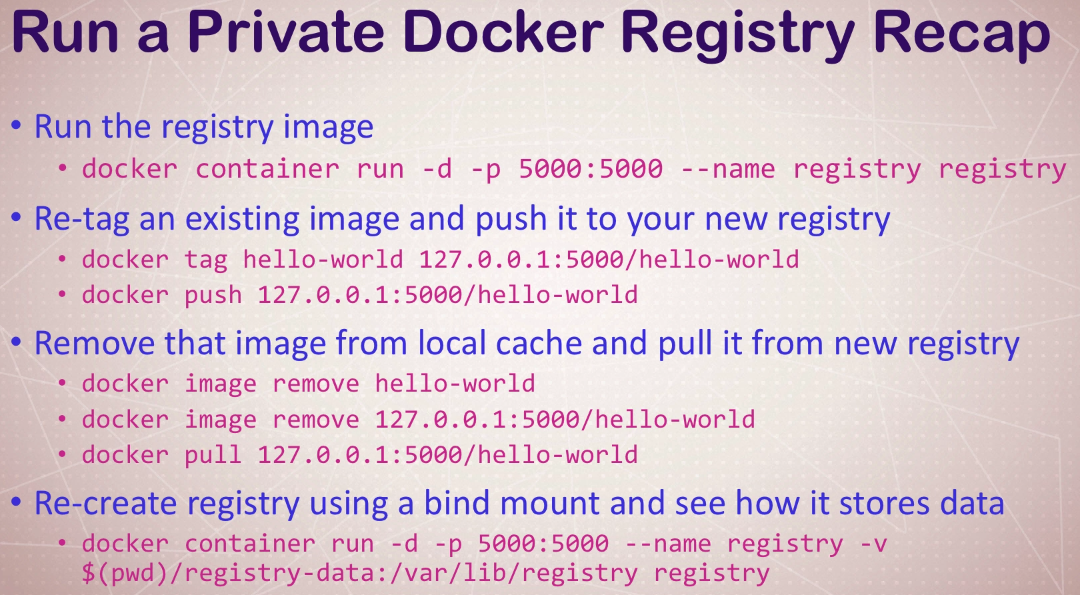 Run a Private Docker Registry Recap
• Run the registry image
• docker container run -d -p 5000:5000 --name registry registry
• Re-tag an existing image and push it to your new registry
• docker tag hello-world 127.0.0.1:5000/hello-world
• docker push 127.0.0.1:5000/hello-world
• Remove that image from local cache and pull it from new registry
• docker image remove hello-world
• docker image remove 127.0.0.1:5000/hello-world
• docker pull 127.0.0.1:5000/hello-world
• Re-create registry using a bind mount and see how it stores data
• docker container run -d -p 5000:5000 --name registry -v
$(pwd)/registry-data:/var/lib/registry registry